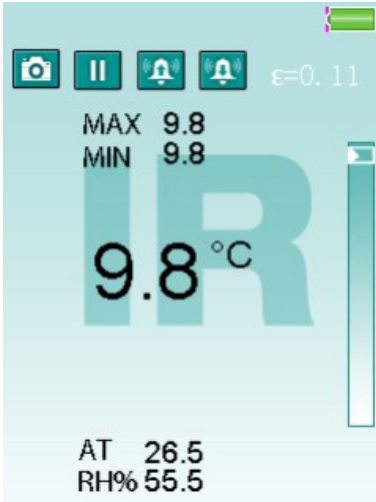 ε=0.11
MAX 9.8
MIN 9.8
IR
9.8 °C
AT 26.5
RH% 55.5